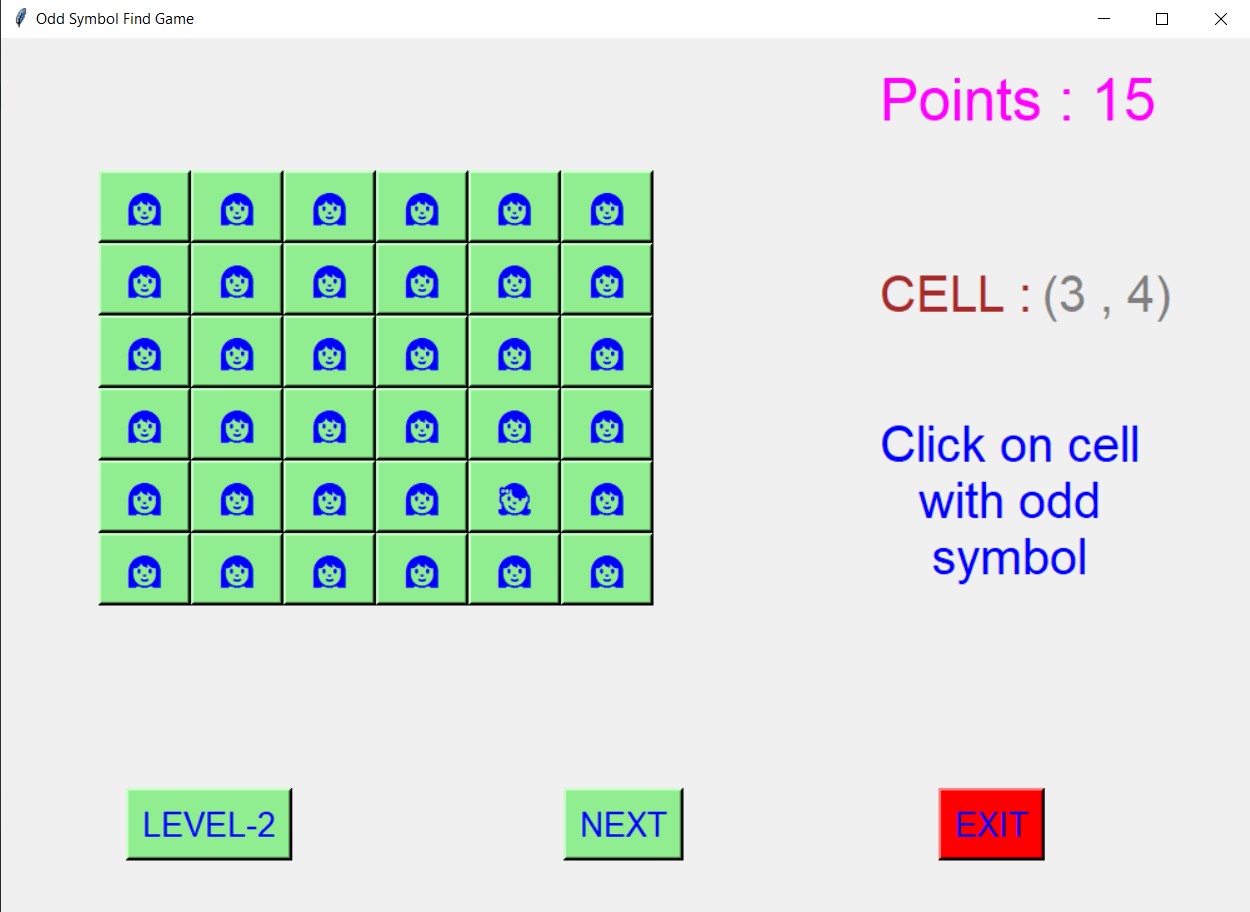 Odd Symbol Find Game
Points : 15
CELL : (3 , 4)
Click on cell
with odd
symbol
LEVEL-2
NEXT
EXIT